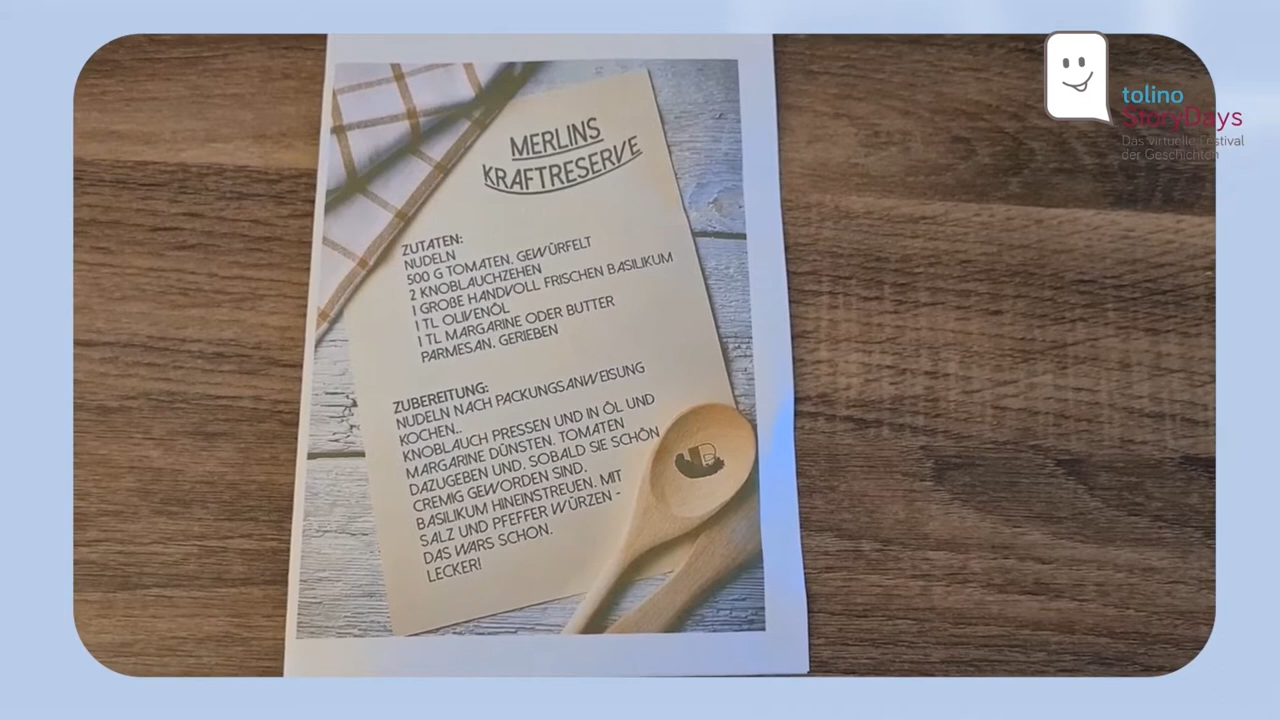 MERLINS
KRAFTRESERVE
ZUTATEN:
NUDELN
500 G TOMATEN, GEWÜRFELT
2 KNOBLAUCHZEHEN
1 GROßE HANDVOLL FRISCHEN BASILIKUM
1 TL OLIVENÖL
1 TL MARGARINE ODER BUTTER
PARMESAN, GERIEBEN
ZUBEREITUNG:
NUDELN NACH PACKUNGSANWEISUNG
KOCHEN..
KNOBLAUCH PRESSEN UND IN ÖL UND
MARGARINE DÜNSTEN. TOMATEN
DAZUGEBEN UND, SOBALD SIE SCHÖN
CREMIG GEWORDEN SIND,
BASILIKUM HINEINSTREUEN. MIT
SALZ UND PFEFFER WÜRZEN -
DAS WARS SCHON.
LECKER!
tolino
StoryDays
Das virtuelle Festival
der Geschichten